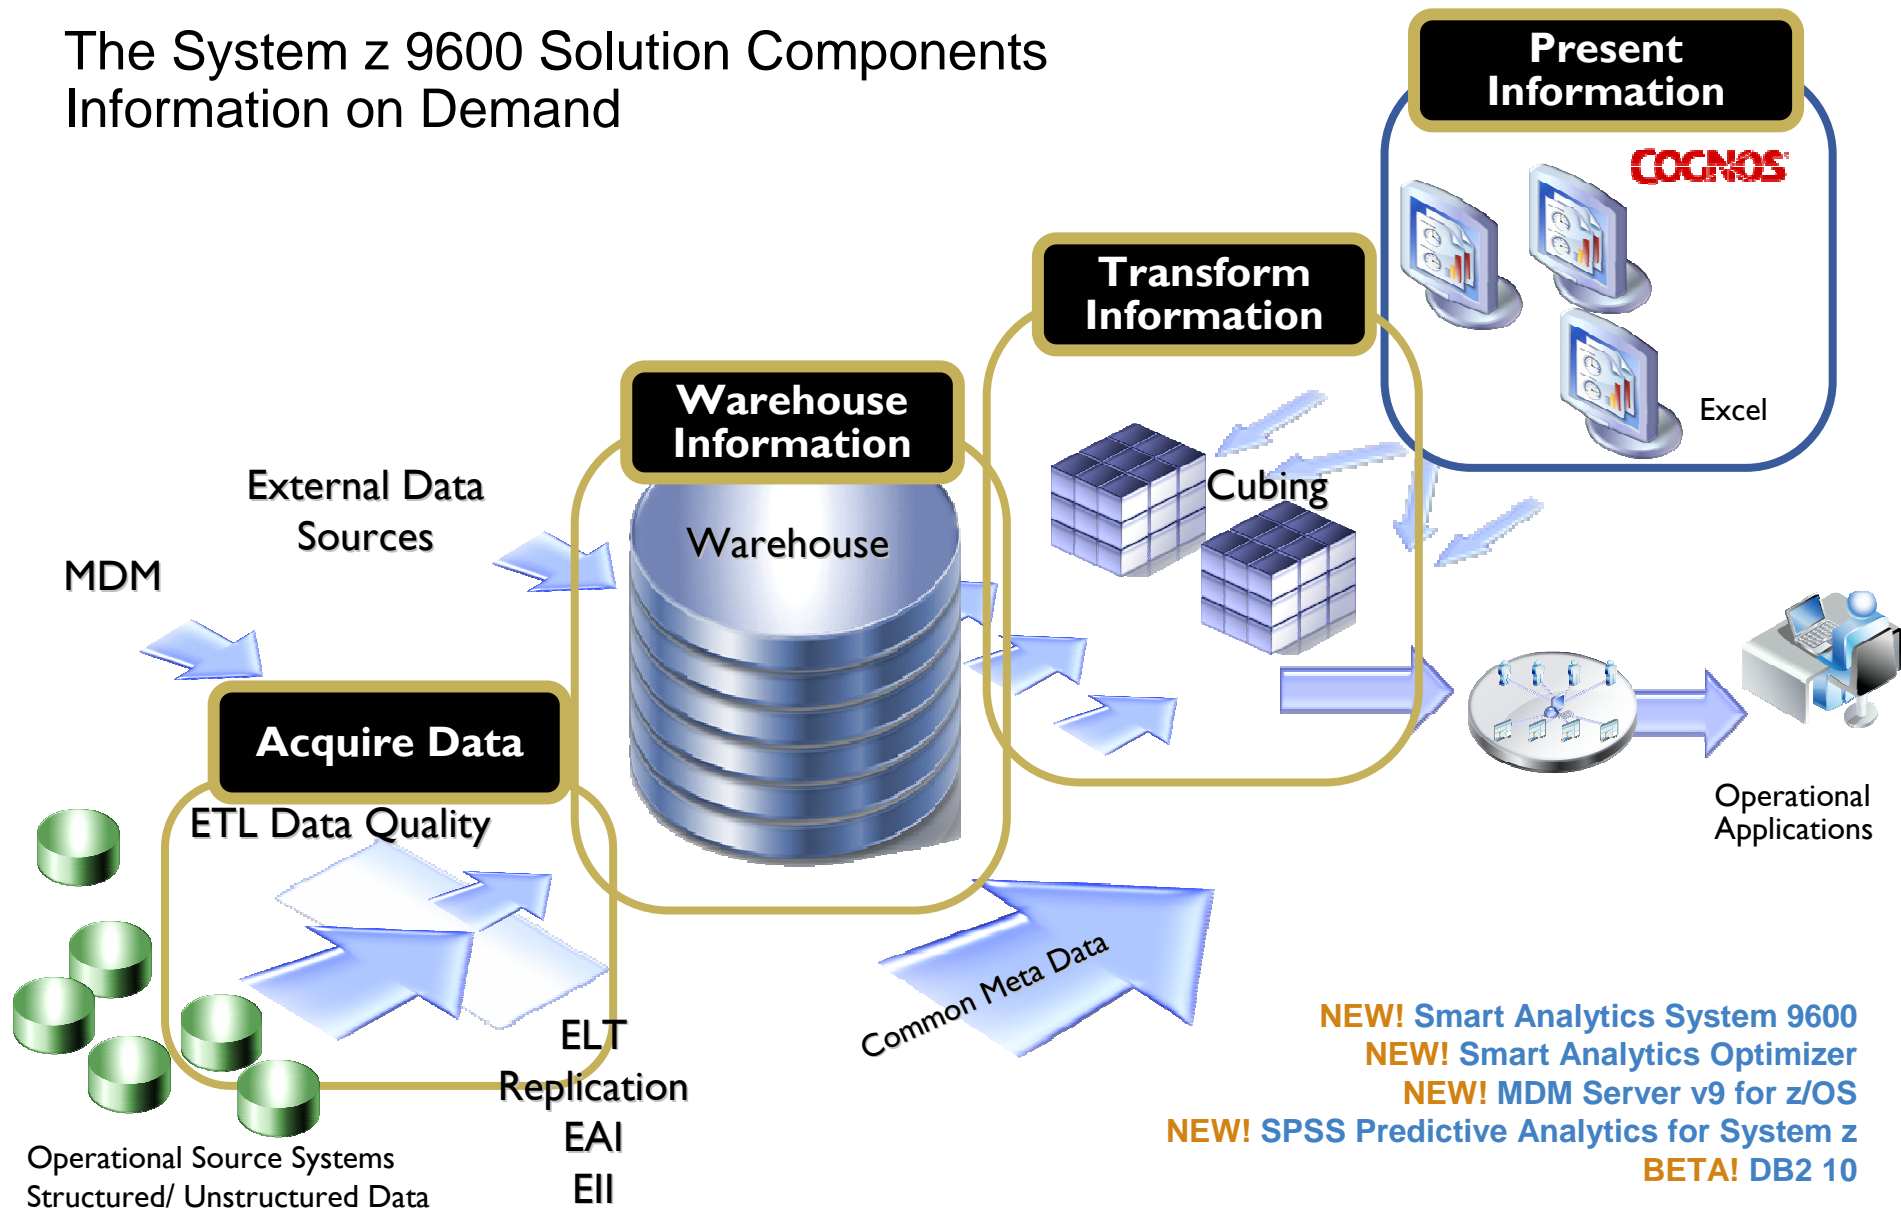 The System z 9600 Solution Components
Information on Demand
Present
Information
COGNOS
Excel
Transform
Information
Cubing
Warehouse
Information
Warehouse
External Data
Sources
MDM
Acquire Data
ETL Data Quality
ELT
Replication
EAI
EII
Operational Source Systems
Structured/ Unstructured Data
Common Meta Data
Operational
Applications
NEW! Smart Analytics System 9600
NEW! Smart Analytics Optimizer
NEW! MDM Server v9 for z/OS
NEW! SPSS Predictive Analytics for System z
BETA! DB2 10